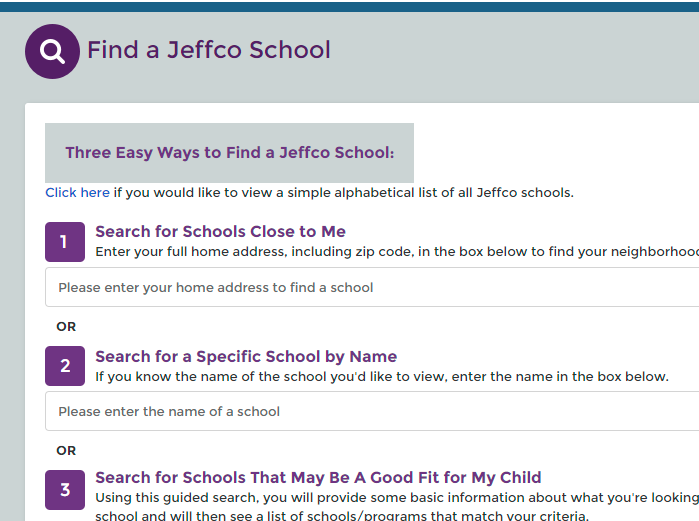 Find a Jeffco School
Three Easy Ways to Find a Jeffco School:
Click here if you would like to view a simple alphabetical list of all Jeffco schools.
1
Search for Schools Close to Me
Enter your full home address, including zip code, in the box below to find your neighborhood
Please enter your home address to find a school
OR
2
Search for a Specific School by Name
If you know the name of the school you'd like to view, enter the name in the box below.
Please enter the name of a school
OR
3
Search for Schools That May Be A Good Fit for My Child
Using this guided search, you will provide some basic information about what you're looking
school and will then see a list of schools/programs that match your criteria.